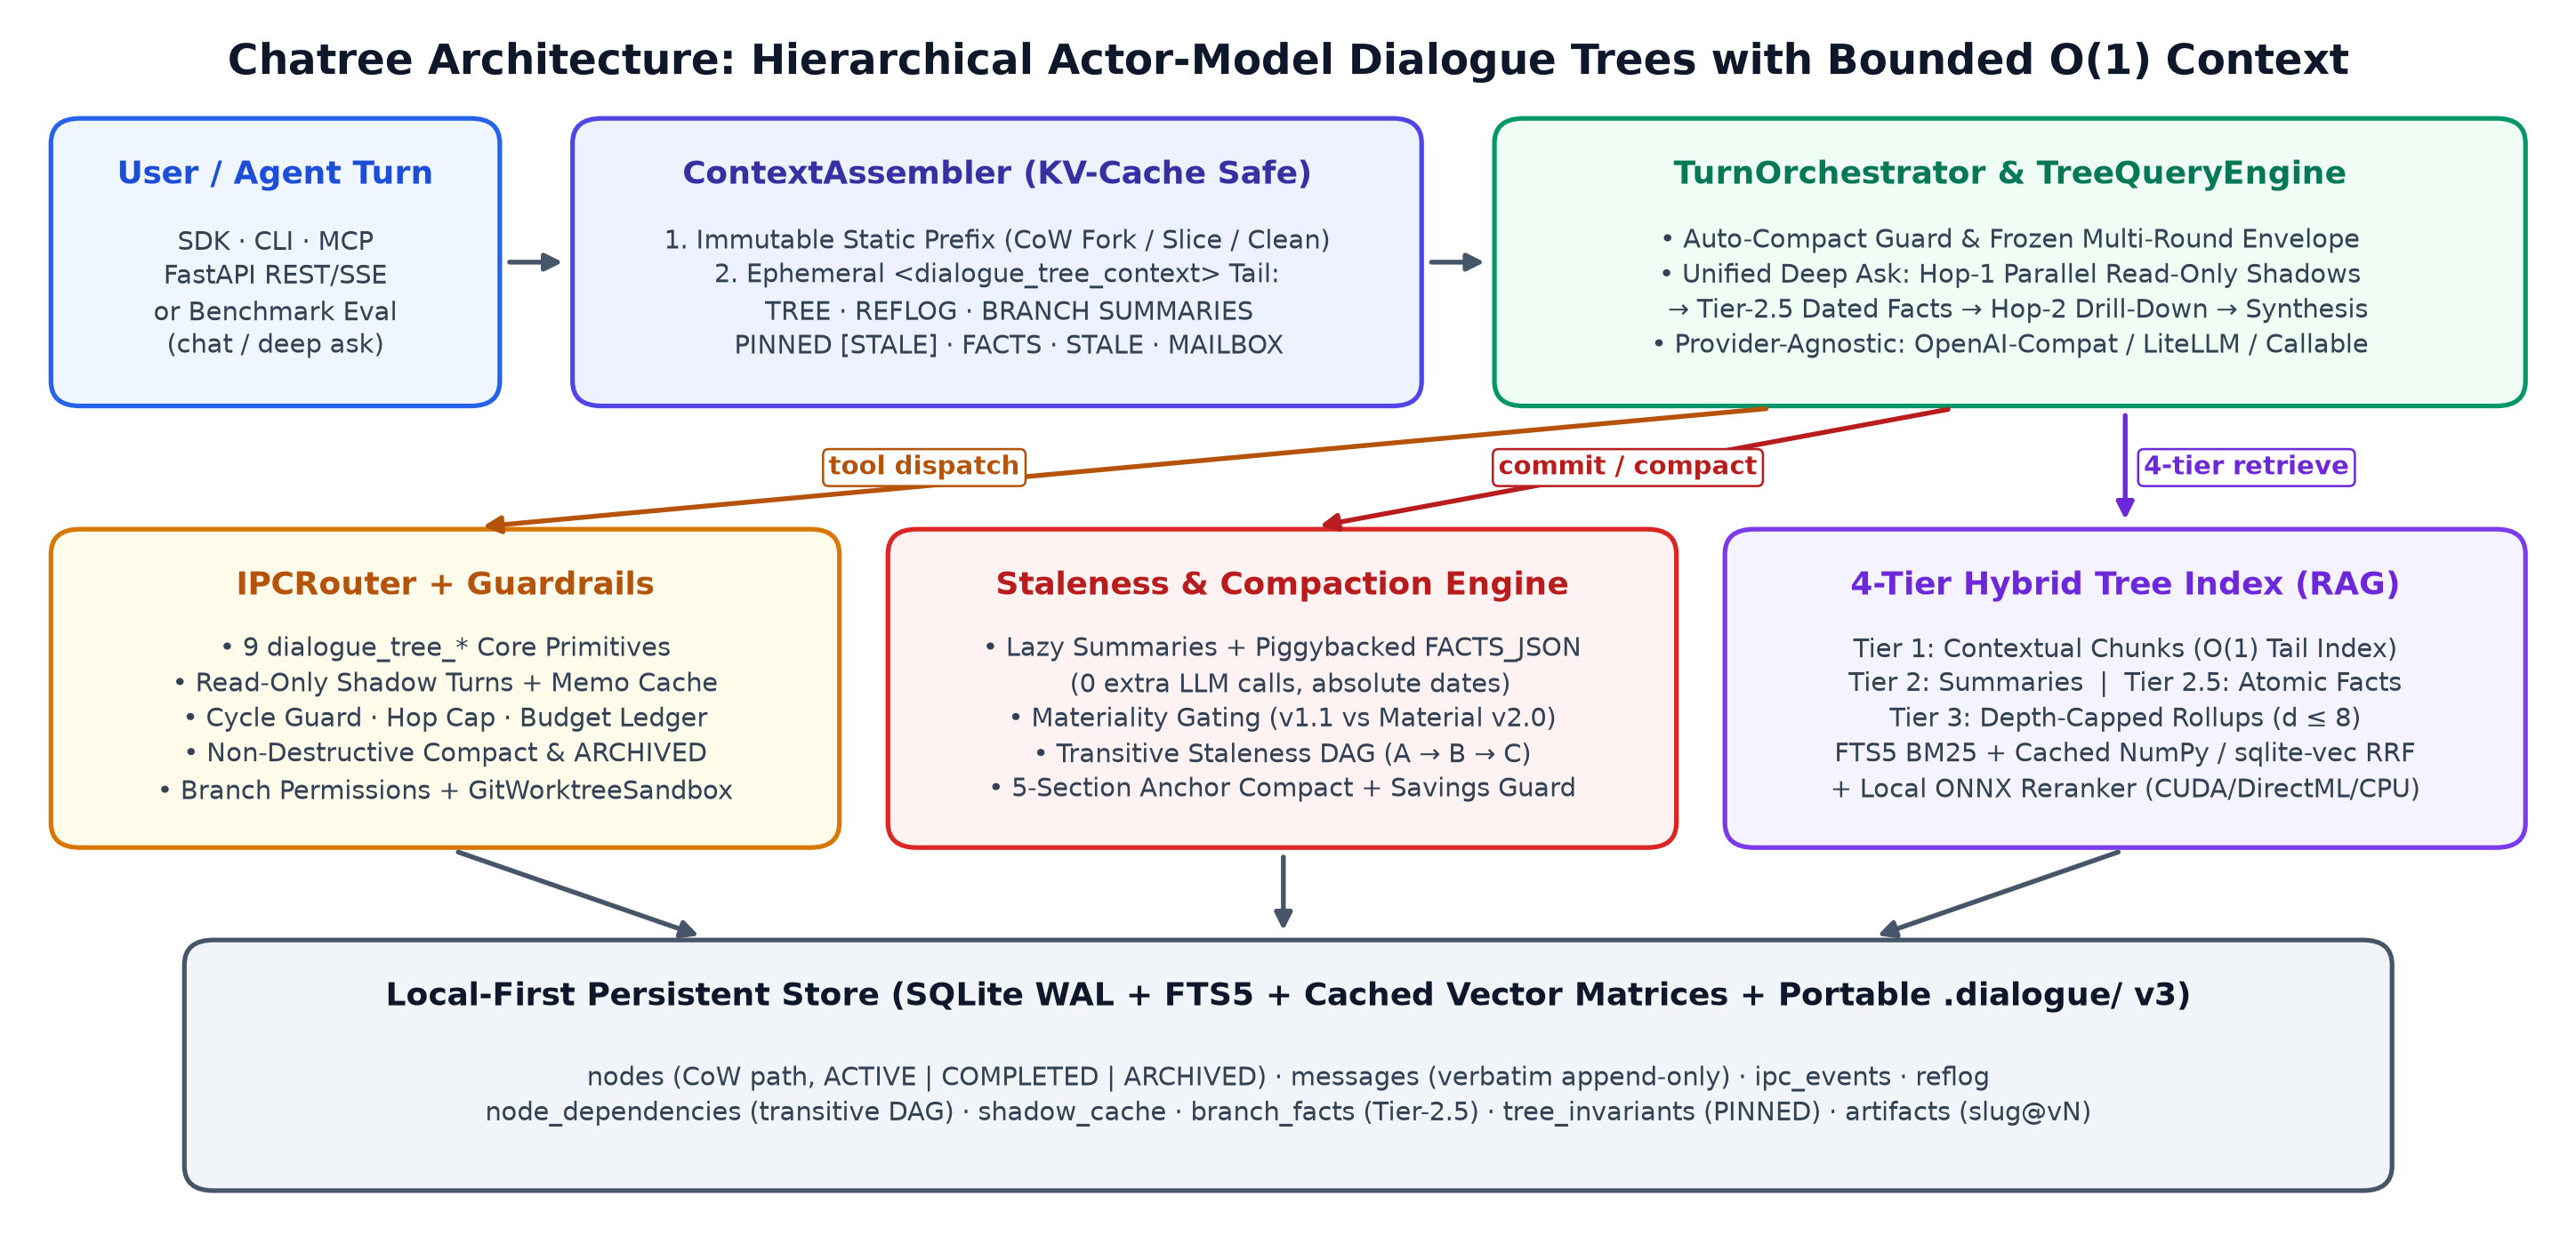 Chatree Architecture: Hierarchical Actor-Model Dialogue Trees with Bounded O(1) Context
User / Agent Turn
SDK · CLI · MCP
FastAPI REST/SSE
or Benchmark Eval
(chat / deep ask)
ContextAssembler (KV-Cache Safe)
1. Immutable Static Prefix (CoW Fork / Slice / Clean)
2. Ephemeral <dialogue_tree_context> Tail:
TREE · REFLOG · BRANCH SUMMARIES
PINNED [STALE] · FACTS · STALE · MAILBOX
TurnOrchestrator & TreeQueryEngine
• Auto-Compact Guard & Frozen Multi-Round Envelope
• Unified Deep Ask: Hop-1 Parallel Read-Only Shadows
→ Tier-2.5 Dated Facts → Hop-2 Drill-Down → Synthesis
• Provider-Agnostic: OpenAI-Compat / LiteLLM / Callable
tool dispatch
commit / compact
4-tier retrieve
IPCRouter + Guardrails
• 9 dialogue_tree_* Core Primitives
• Read-Only Shadow Turns + Memo Cache
• Cycle Guard · Hop Cap · Budget Ledger
• Non-Destructive Compact & ARCHIVED
• Branch Permissions + GitWorktreeSandbox
Staleness & Compaction Engine
• Lazy Summaries + Piggybacked FACTS_JSON
(0 extra LLM calls, absolute dates)
• Materiality Gating (v1.1 vs Material v2.0)
• Transitive Staleness DAG (A → B → C)
• 5-Section Anchor Compact + Savings Guard
4-Tier Hybrid Tree Index (RAG)
Tier 1: Contextual Chunks (O(1) Tail Index)
Tier 2: Summaries | Tier 2.5: Atomic Facts
Tier 3: Depth-Capped Rollups (d ≤ 8)
FTS5 BM25 + Cached NumPy / sqlite-vec RRF
+ Local ONNX Reranker (CUDA/DirectML/CPU)
Local-First Persistent Store (SQLite WAL + FTS5 + Cached Vector Matrices + Portable .dialogue/ v3)
nodes (CoW path, ACTIVE | COMPLETED | ARCHIVED) · messages (verbatim append-only) · ipc_events · reflog
node_dependencies (transitive DAG) · shadow_cache · branch_facts (Tier-2.5) · tree_invariants (PINNED) · artifacts (slug@vN)